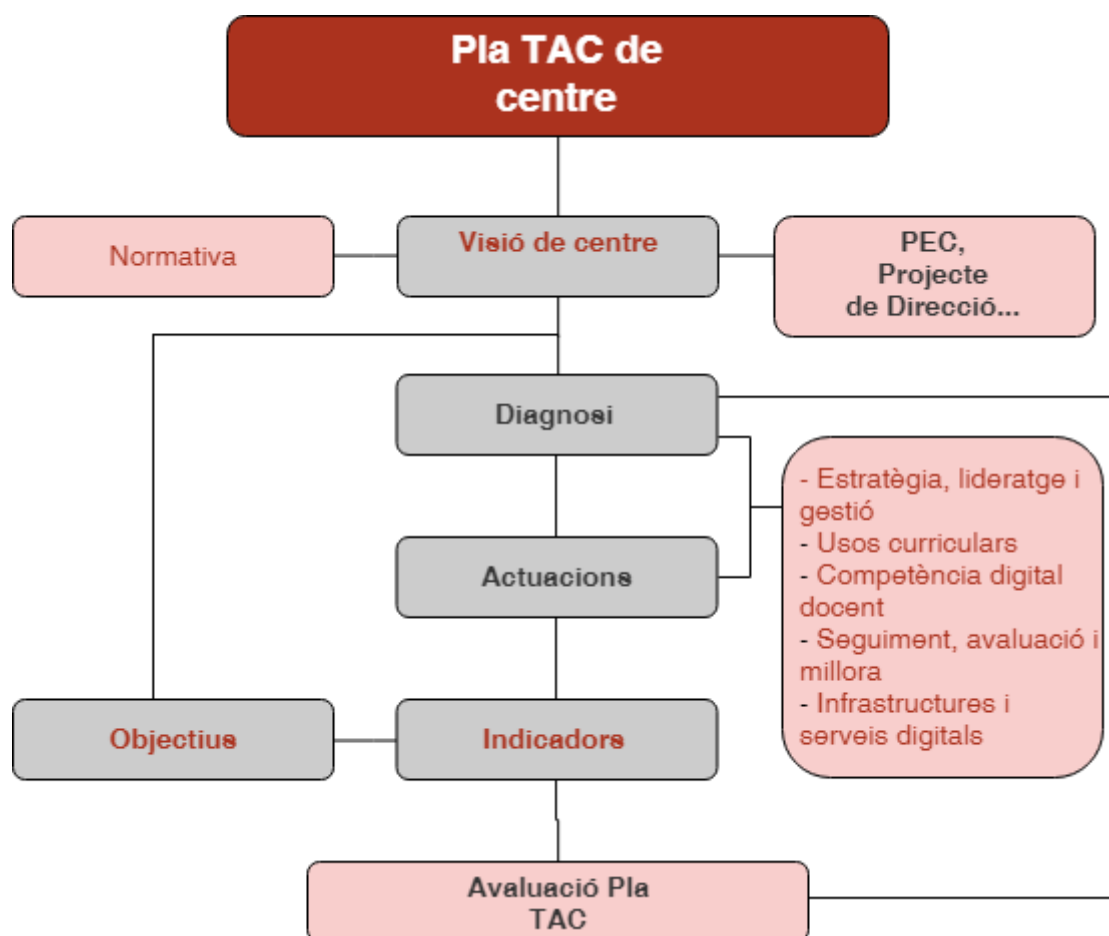 Pla TAC de
centre
Normativa
Visió de centre
PEC,
Projecte
de Direcció...
Diagnosi
- Estratègia, lideratge i
gestió
- Usos curriculars
- Competència digital
docent
- Seguiment, avaluació i
millora
- Infrastructures i
serveis digitals
Actuacions
Objectius
Indicadors
Avaluació Pla
TAC